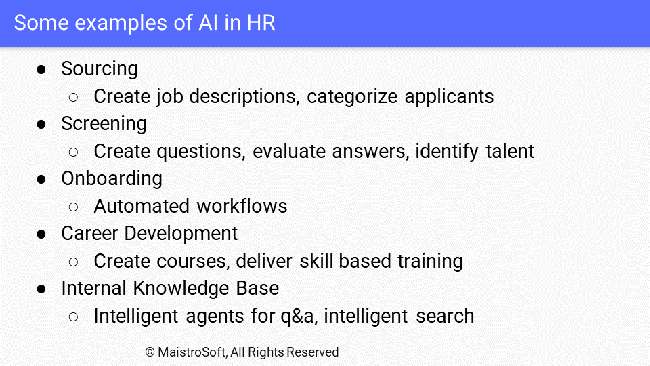 Some examples of AI in HR
● Sourcing
○ Create job descriptions, categorize applicants
● Screening
○ Create questions, evaluate answers, identify talent
● Onboarding
○ Automated workflows
● Career Development
○ Create courses, deliver skill based training
● Internal Knowledge Base
○ Intelligent agents for q&a, intelligent search
© MaistroSoft, All Rights Reserved